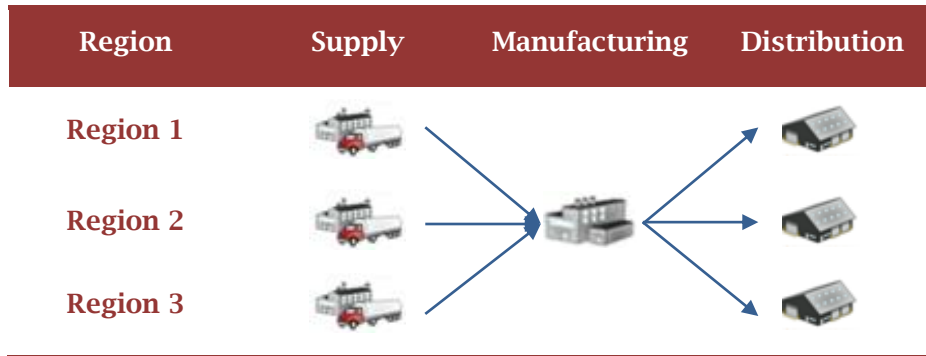 Region Supply Manufacturing Distribution
Region 1
Region 2
Region 3